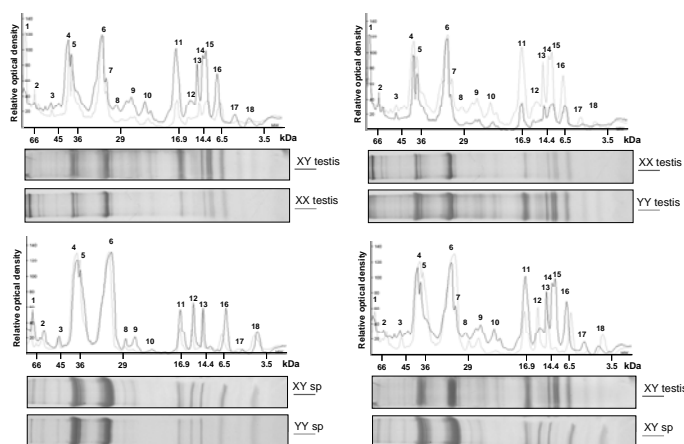 Relative optical density
1 2 3 4 5 6 7 8 9 10 11 12 13 14 15 16 17 18
66 45 36 29 16.9 14.4 6.5 3.5 kDa
XY testis
XX testis
Relative optical density
1 2 3 4 5 6 7 8 9 10 11 12 13 14 15 16 17 18
66 45 36 29 16.9 14.4 6.5 3.5 kDa
XX testis
YY testis
Relative optical density
1 2 3 4 5 6 8 9 10 11 12 13 16 17 18
66 45 36 29 16.9 14.4 6.5 3.5 kDa
XY sp
YY sp
Relative optical density
1 2 3 4 5 6 7 8 9 10 11 12 13 14 15 16 17 18
66 45 36 29 16.9 14.4 6.5 3.5 kDa
XY testis
XY sp